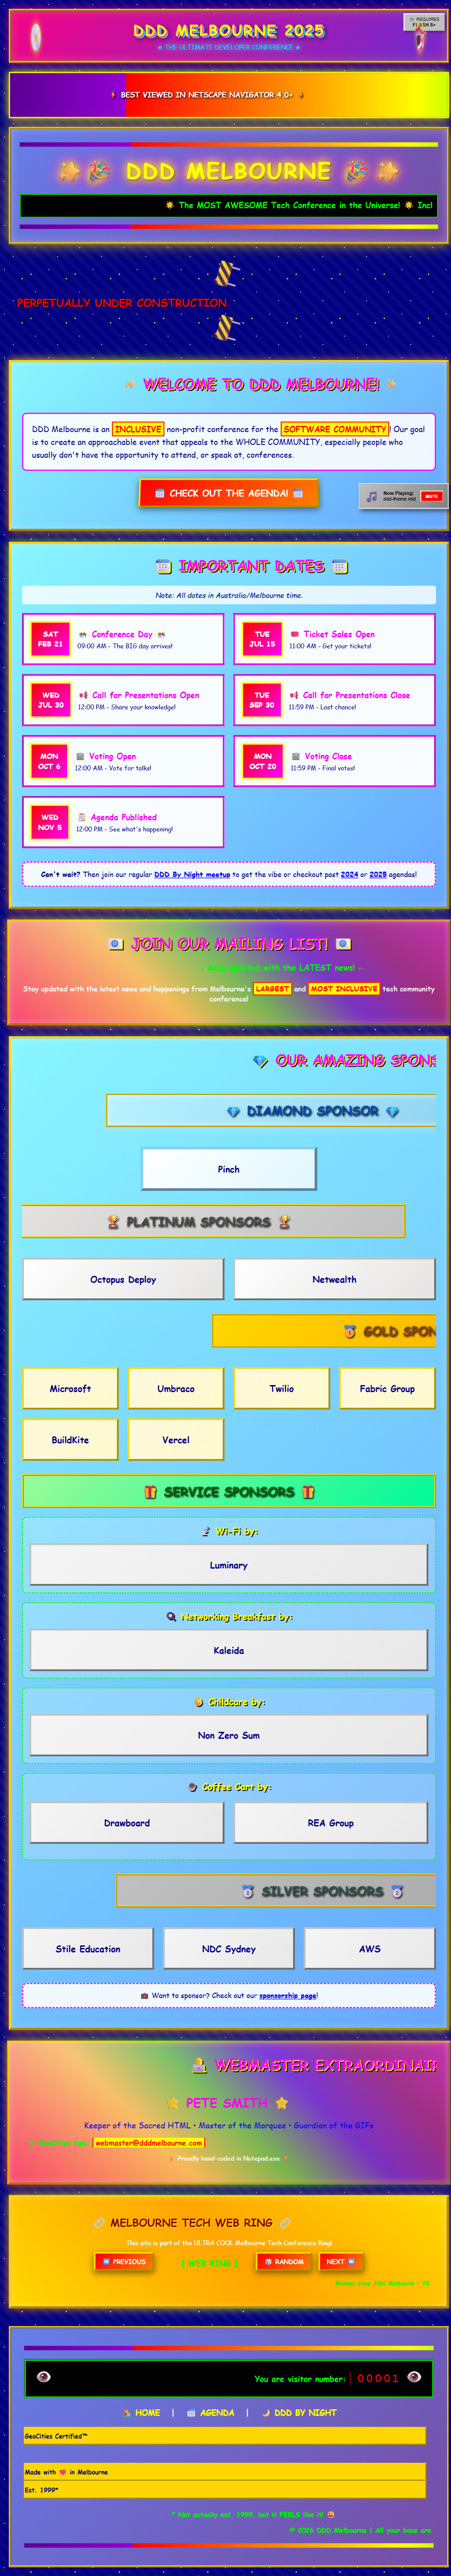 DDD MELBOURNE 2025
★ THE ULTIMATE DEVELOPER CONFERENCE ★
REQUIRES
FLASH 8+
BEST VIEWED IN NETSCAPE NAVIGATOR 4.0+
DDD MELBOURNE
The MOST AWESOME Tech Conference in the Universe! 🌟 Incl
PERPETUALLY UNDER CONSTRUCTION
WELCOME TO DDD MELBOURNE!
DDD Melbourne is an INCLUSIVE non-profit conference for the SOFTWARE COMMUNITY! Our goal
is to create an approachable event that appeals to the WHOLE COMMUNITY, especially people who
usually don't have the opportunity to attend, or speak at, conferences.
CHECK OUT THE AGENDA!
Now Playing:
ddd-theme.mid
MUTE
IMPORTANT DATES
Note: All dates in Australia/Melbourne time.
SAT
FEB 21
Conference Day
09:00 AM - The BIG day arrives!
TUE
JUL 15
Ticket Sales Open
11:00 AM - Get your tickets!
WED
JUL 30
Call for Presentations Open
12:00 PM - Share your knowledge!
TUE
SEP 30
Call for Presentations Close
11:59 PM - Last chance!
MON
OCT 6
Voting Open
12:00 AM - Vote for talks!
MON
OCT 20
Voting Close
11:59 PM - Final votes!
WED
NOV 5
Agenda Published
12:00 PM - See what's happening!
Can't wait? Then join our regular DDD By Night meetup to get the vibe or checkout past 2024 or 2025 agendas!
JOIN OUR MAILING LIST!
Stay updated with the LATEST news!
Stay updated with the latest news and happenings from Melbourne's LARGEST and MOST INCLUSIVE tech community
conference!
OUR AMAZING SPONS
DIAMOND SPONSOR
Pinch
PLATINUM SPONSORS
Octopus Deploy
Netwealth
GOLD SPON
Microsoft
Umbraco
Twilio
Fabric Group
BuildKite
Vercel
SERVICE SPONSORS
Wi-Fi by:
Luminary
Networking Breakfast by:
Kaleida
Childcare by:
Non Zero Sum
Coffee Cart by:
Drawboard
REA Group
SILVER SPONSORS
Stile Education
NDC Sydney
AWS
Want to sponsor? Check out our sponsorship page!
WEBMASTER EXTRAORDINAIR
PETE SMITH
Keeper of the Sacred HTML • Master of the Marquee • Guardian of the GIFs
webmaster@dddmelbourne.com
Proudly hand-coded in Notepad.exe
MELBOURNE TECH WEB RING
This site is part of the ULTRA COOL Melbourne Tech Conference Ring!
PREVIOUS
[ WEB RING ]
RANDOM
NEXT
Member sites: NDC Melbourne •
You are visitor number: 00001
HOME | AGENDA | DDD BY NIGHT
GeoCities Certified™
Made with ❤️ in Melbourne
Est. 1999*
* Not actually est. 1999, but it FEELS like it!
© 2026 DDD Melbourne | All your base are